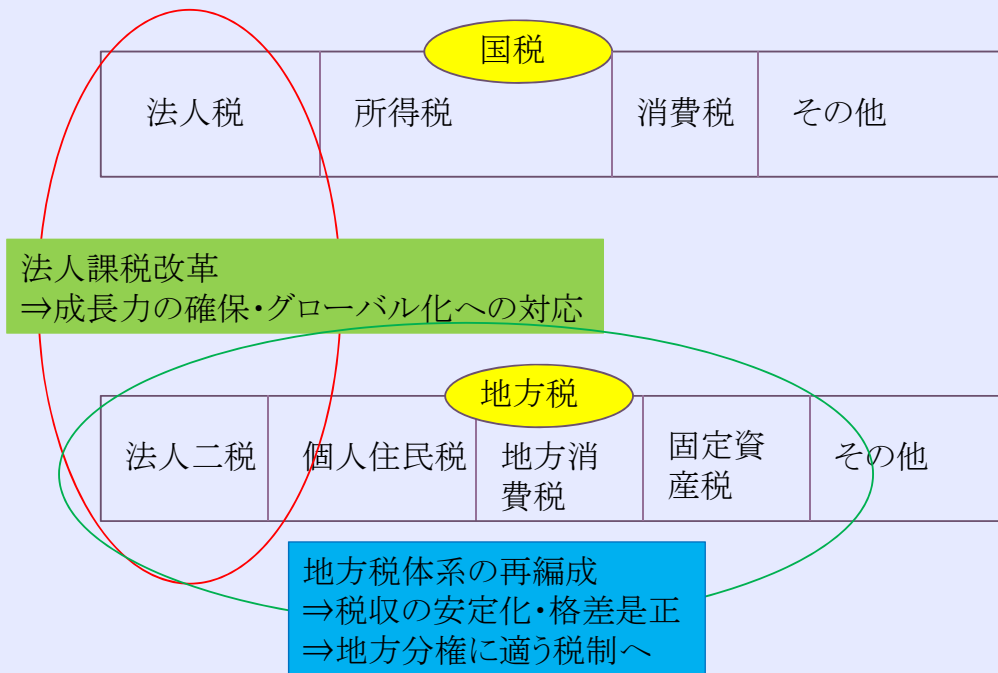 国税
法人税
所得税
消費税
その他
法人課税改革
⇒成長力の確保・グローバル化への対応
地方税
法人二税
個人住民税
地方消
費税
固定資
産税
その他
地方税体系の再編成
⇒税収の安定化・格差是正
⇒地方分権に適う税制へ